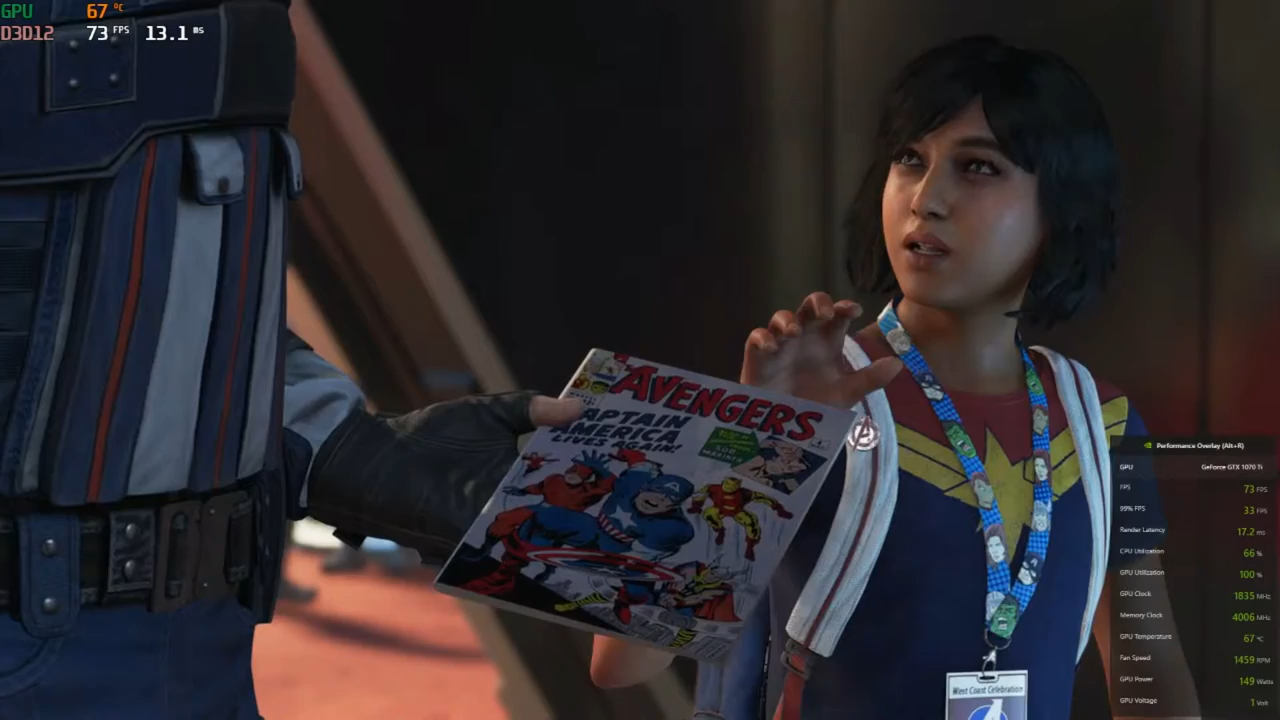 GPU 67 °C
D3D12 73 FPS 13.1 ms
AVENGERS
CAPTAIN
AMERICA
LIVES AGAIN!
West Coast Celebration
Performance Overlay (Alt+R)
GPU GeForce GTX 1070 Ti
FPS 73 FPS
99% FPS 33 FPS
Render Latency 17.2 ms
CPU Utilization 66 %
GPU Utilization 100 %
GPU Clock 1835 MHz
Memory Clock 4006 MHz
GPU Temperature 67 °C
Fan Speed 1459 RPM
GPU Power 149 Watts
GPU Voltage 1 Volt